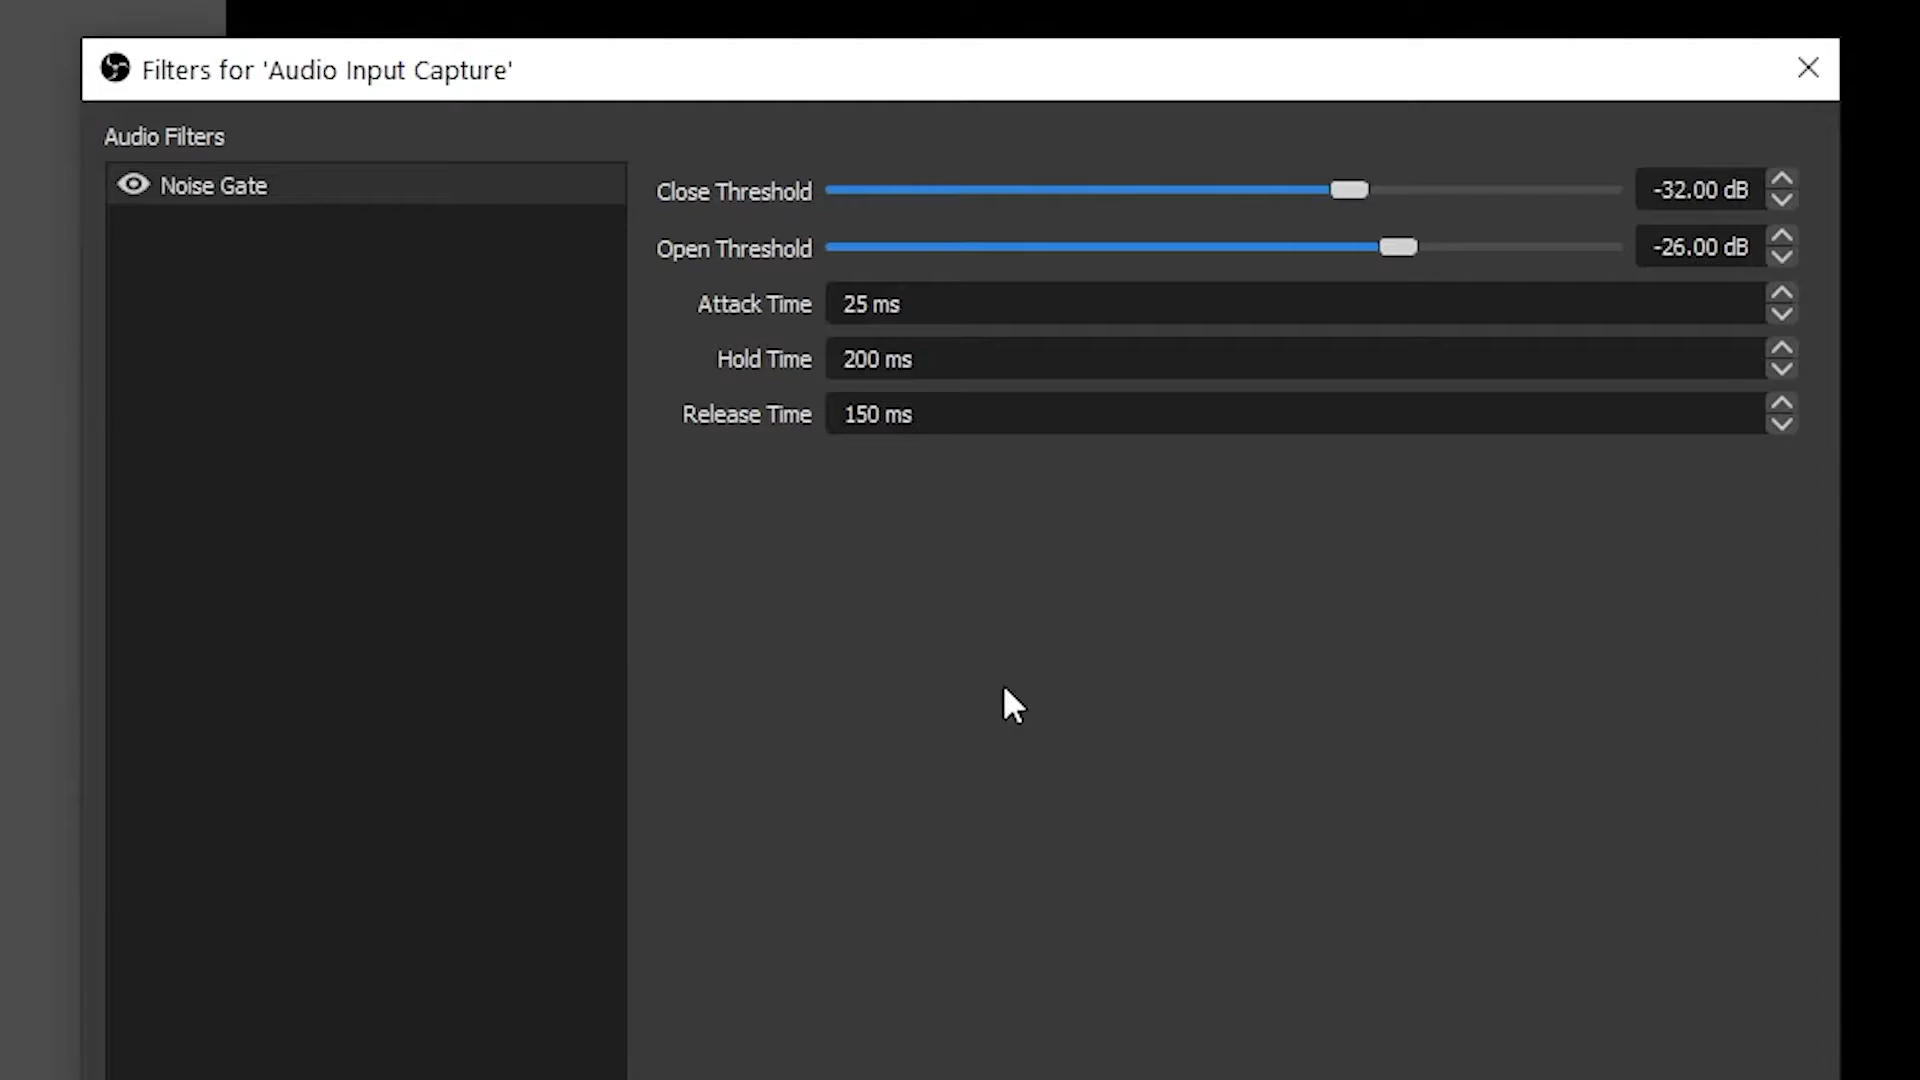 Filters for 'Audio Input Capture'
Audio Filters
Noise Gate
Close Threshold -32.00 dB
Open Threshold -26.00 dB
Attack Time 25 ms
Hold Time 200 ms
Release Time 150 ms